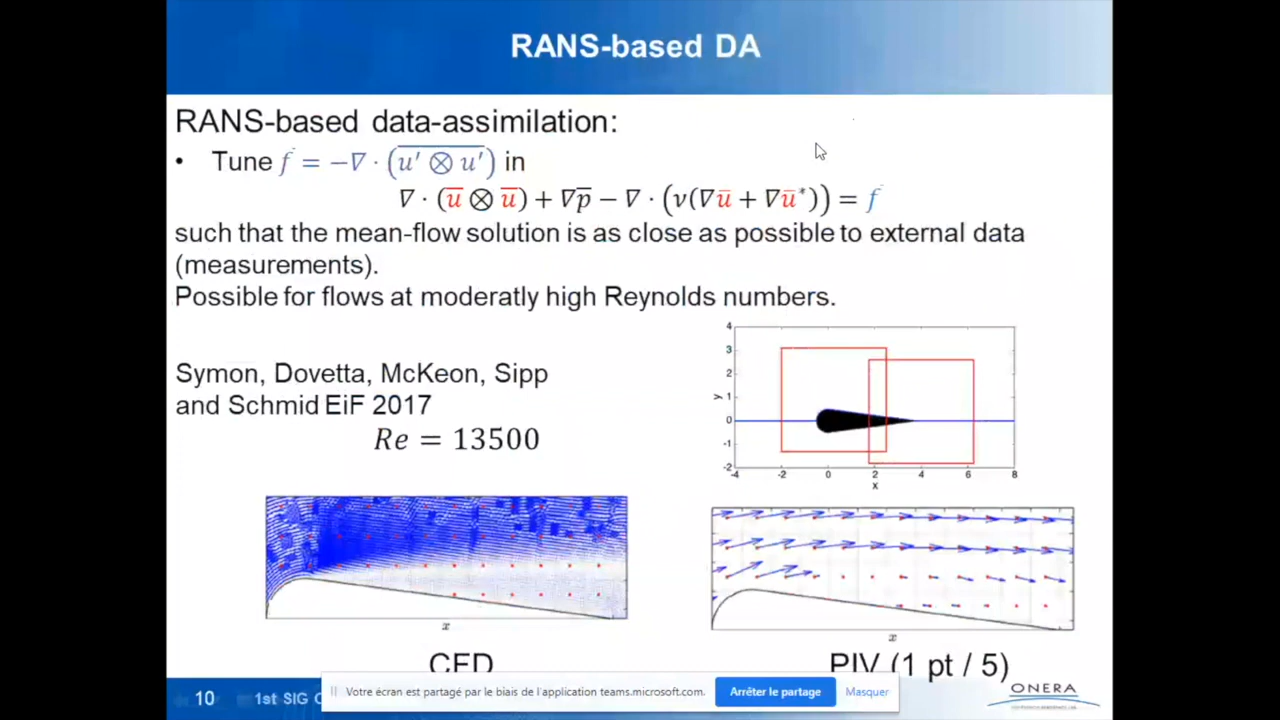 RANS-based DA
RANS-based data-assimilation:
• Tune f = −∇ · (u′ ⊗ u′) in
∇ · (u̅ ⊗ u̅) + ∇p̅ − ∇ · (ν(∇u̅ + ∇u̅*)) = f
such that the mean-flow solution is as close as possible to external data
(measurements).
Possible for flows at moderatly high Reynolds numbers.
Symon, Dovetta, McKeon, Sipp
and Schmid EiF 2017
Re = 13500
4
3
2
1
0
-1
-2
y
-4 -2 0 2 4 6 8
x
x
x
CFD
PIV (1 pt / 5)
10 1st SIG
Votre écran est partagé par le biais de l'application teams.microsoft.com.
Arrêter le partage
Masquer
ONERA